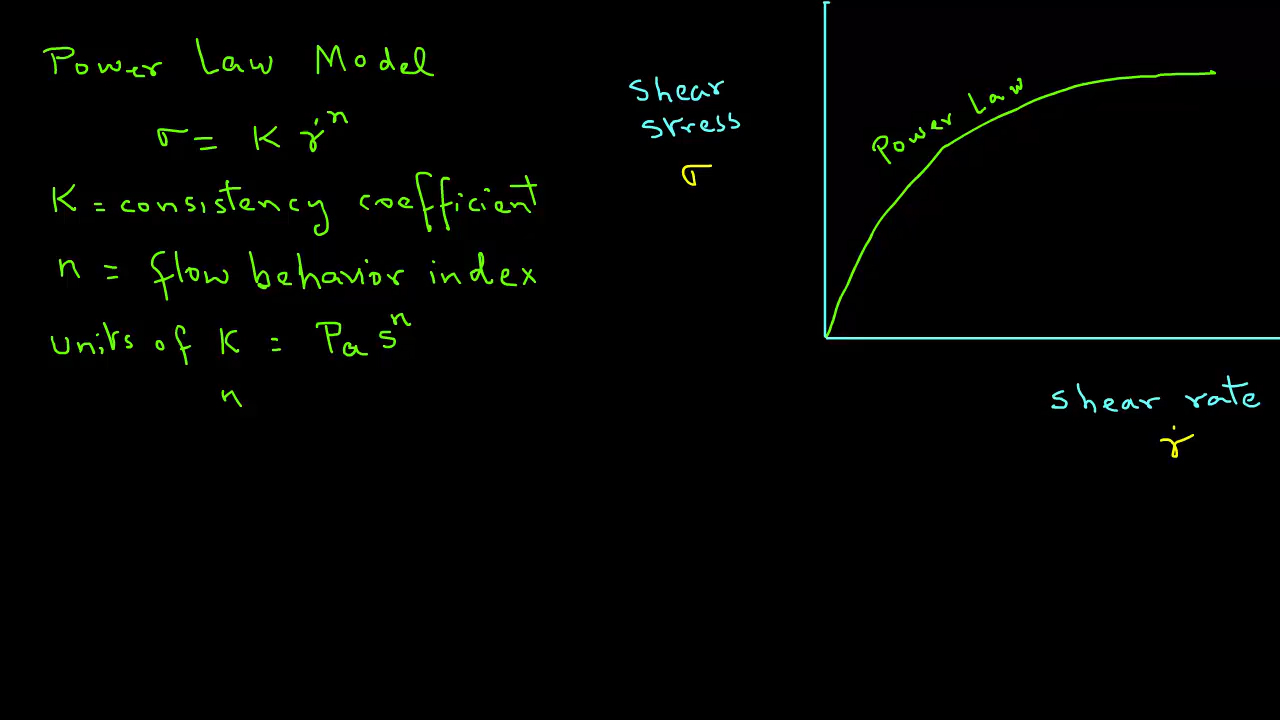 Power Law Model
σ = K γ̇ⁿ
K = consistency coefficient
n = flow behavior index
units of K = Pa sⁿ
n
shear
stress
σ
Power Law
shear rate
γ̇